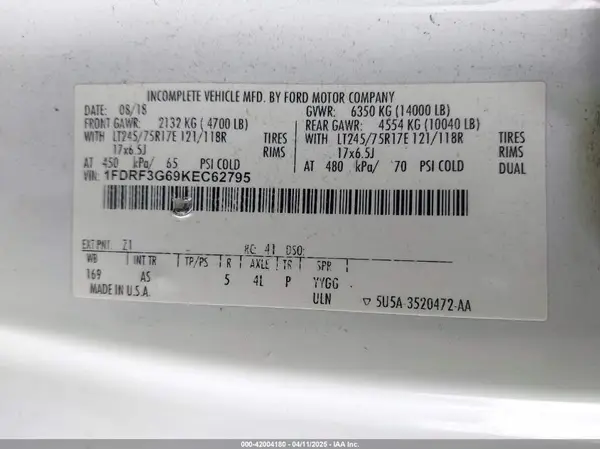 INCOMPLETE VEHICLE MFD. BY FORD MOTOR COMPANY
DATE: 08/18 GVWR: 6350 KG (14000 LB)
FRONT GAWR: 2132 KG ( 4700 LB) REAR GAWR: 4554 KG (10040 LB)
WITH LT245/75R17E 121/118R TIRES WITH LT245/75R17E 121/118R TIRES
17x6.5J RIMS 17x6.5J RIMS
AT 450 kPa/ 65 PSI COLD AT 480 kPa/ 70 PSI COLD DUAL
VIN: 1FDRF3G69KEC62795
EXT PNT: Z1 RC: 41 DSO:
WB INT TR TP/PS R AXLE TR SPR
169 AS 5 4L P YYGG
MADE IN U.S.A. ULN ▽ 5U5A 3520472-AA
000-42004180 | 04/11/2025 | IAAI.COM